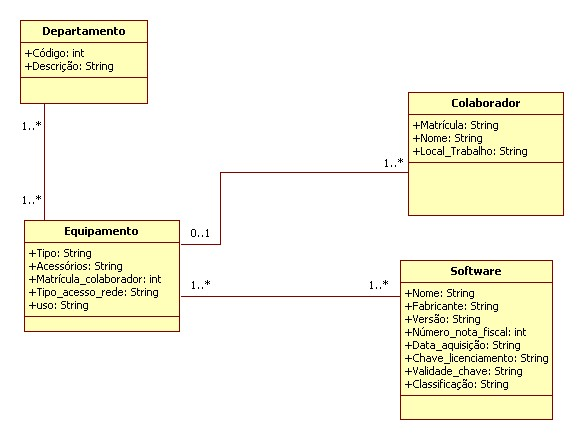 Departamento
+Código: int
+Descrição: String
1..*
1..*
Colaborador
+Matrícula: String
+Nome: String
+Local_Trabalho: String
1..*
0..1
Equipamento
+Tipo: String
+Acessórios: String
+Matrícula_colaborador: int
+Tipo_acesso_rede: String
+uso: String
1..*
1..*
Software
+Nome: String
+Fabricante: String
+Versão: String
+Número_nota_fiscal: int
+Data_aquisição: String
+Chave_licenciamento: String
+Validade_chave: String
+Classificação: String